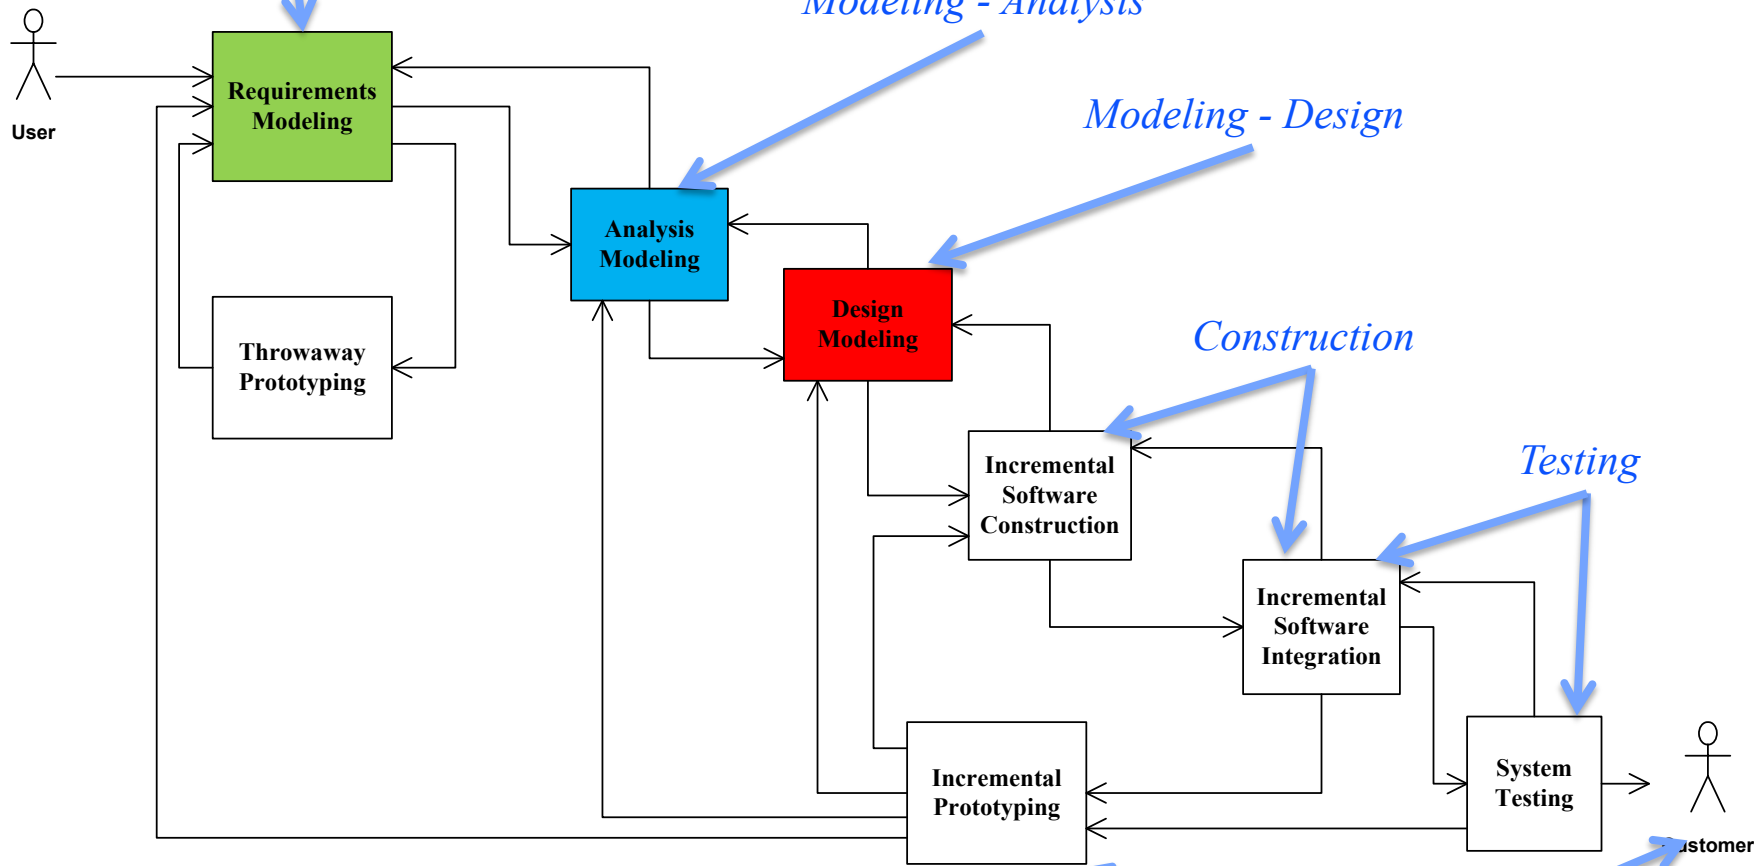 Modeling - Analysis
User
Requirements
Modeling
Modeling - Design
Analysis
Modeling
Design
Modeling
Throwaway
Prototyping
Construction
Incremental
Software
Construction
Testing
Incremental
Software
Integration
Incremental
Prototyping
System
Testing
Customer